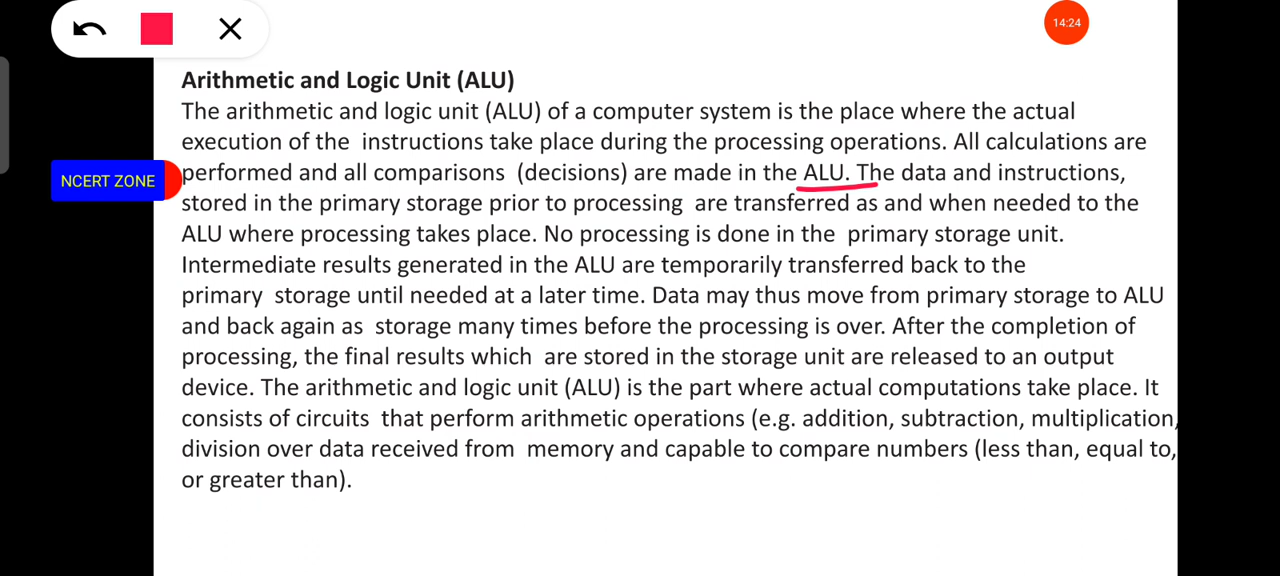 14:24
Arithmetic and Logic Unit (ALU)
The arithmetic and logic unit (ALU) of a computer system is the place where the actual
execution of the  instructions take place during the processing operations. All calculations are
NCERT ZONE
performed and all comparisons  (decisions) are made in the ALU. The data and instructions,
stored in the primary storage prior to processing  are transferred as and when needed to the
ALU where processing takes place. No processing is done in the  primary storage unit.
Intermediate results generated in the ALU are temporarily transferred back to the
primary  storage until needed at a later time. Data may thus move from primary storage to ALU
and back again as  storage many times before the processing is over. After the completion of
processing, the final results which  are stored in the storage unit are released to an output
device. The arithmetic and logic unit (ALU) is the part where actual computations take place. It
consists of circuits  that perform arithmetic operations (e.g. addition, subtraction, multiplication,
division over data received from  memory and capable to compare numbers (less than, equal to,
or greater than).